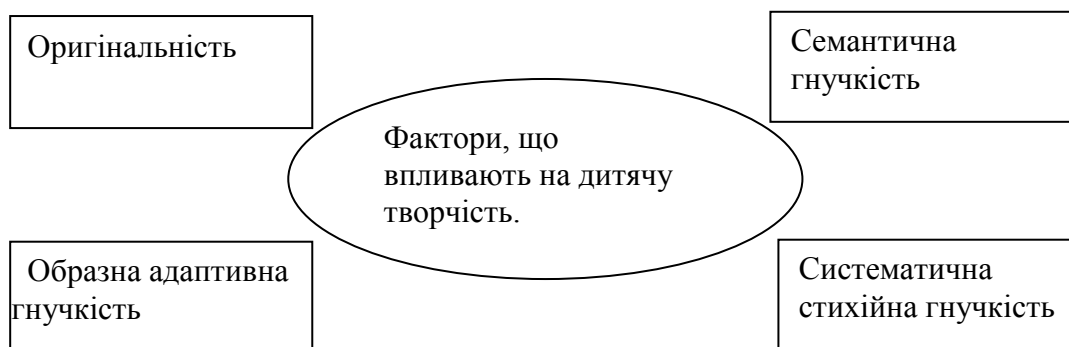 Оригінальність
Семантична
гнучкість
Фактори, що
впливають на дитячу
творчість.
Образна адаптивна
гнучкість
Систематична
стихійна гнучкість